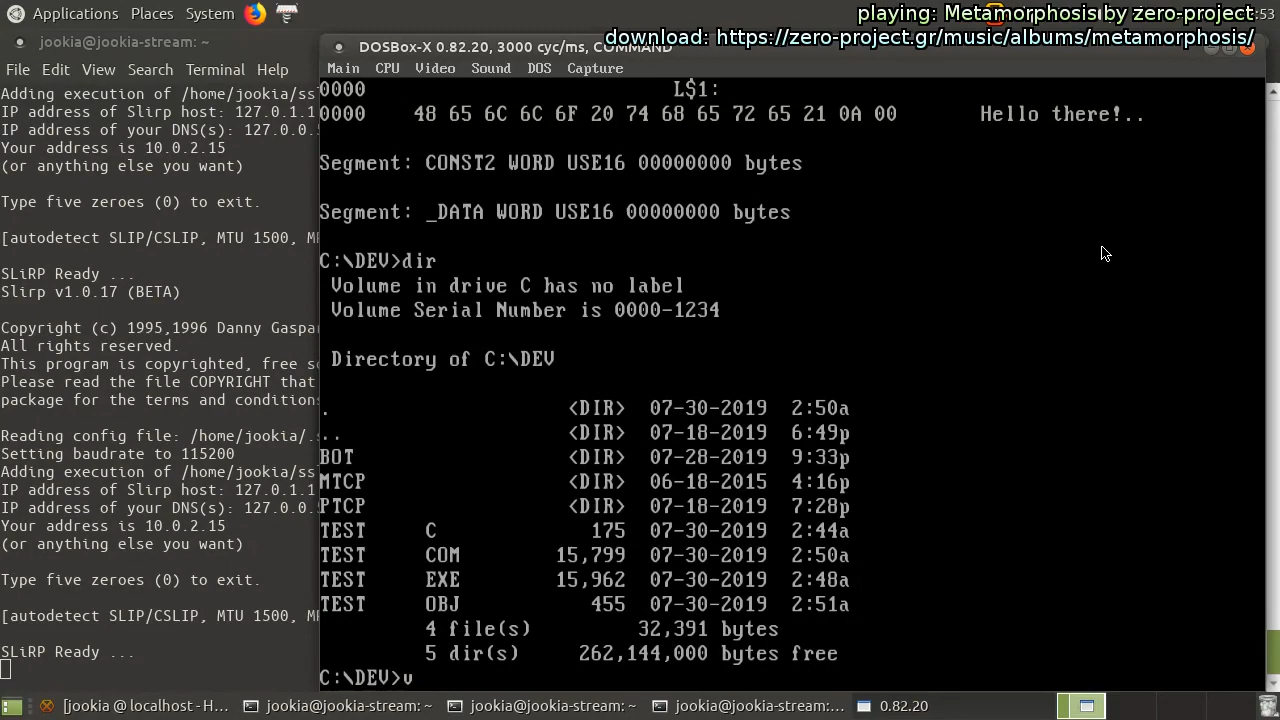 Applications Places System
playing: Metamorphosis by zero-project
:53
download: https://zero-project.gr/music/albums/metamorphosis/
jookia@jookia-stream: ~
File Edit View Search Terminal Help
Adding execution of /home/jookia/ss
IP address of Slirp host: 127.0.1.1
IP address of your DNS(s): 127.0.0.
Your address is 10.0.2.15
(or anything else you want)
Type five zeroes (0) to exit.
[autodetect SLIP/CSLIP, MTU 1500, M
SLiRP Ready ...
Slirp v1.0.17 (BETA)
Copyright (c) 1995,1996 Danny Gaspa
All rights reserved.
This program is copyrighted, free s
Please read the file COPYRIGHT that
package for the terms and conditions
Reading config file: /home/jookia/.
Setting baudrate to 115200
Adding execution of /home/jookia/ss
IP address of Slirp host: 127.0.1.1
IP address of your DNS(s): 127.0.0.
Your address is 10.0.2.15
(or anything else you want)
Type five zeroes (0) to exit.
[autodetect SLIP/CSLIP, MTU 1500, M
SLiRP Ready ...
DOSBox-X 0.82.20, 3000 cyc/ms, COMMAND
Main CPU Video Sound DOS Capture
0000 L$1:
0000 48 65 6C 6C 6F 20 74 68 65 72 65 21 0A 00 Hello there!..
Segment: CONST2 WORD USE16 00000000 bytes
Segment: _DATA WORD USE16 00000000 bytes
C:\DEV>dir
Volume in drive C has no label
Volume Serial Number is 0000-1234
Directory of C:\DEV
. <DIR> 07-30-2019 2:50a
.. <DIR> 07-18-2019 6:49p
BOT <DIR> 07-28-2019 9:33p
MTCP <DIR> 06-18-2015 4:16p
PTCP <DIR> 07-18-2019 7:28p
TEST C 175 07-30-2019 2:44a
TEST COM 15,799 07-30-2019 2:50a
TEST EXE 15,962 07-30-2019 2:48a
TEST OBJ 455 07-30-2019 2:51a
4 file(s) 32,391 bytes
5 dir(s) 262,144,000 bytes free
C:\DEV>v
[jookia @ localhost - H... jookia@jookia-stream: ~ jookia@jookia-stream: ~ jookia@jookia-stream:... 0.82.20